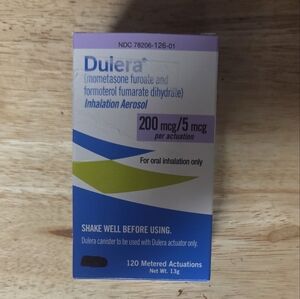 NDC 78206-126-01
Dulera®
(mometasone furoate and
formoterol fumarate dihydrate)
Inhalation Aerosol
200 mcg/5 mcg
per actuation
For oral inhalation only
SHAKE WELL BEFORE USING.
Dulera canister to be used with Dulera actuator only.
120 Metered Actuations
Net Wt. 13g